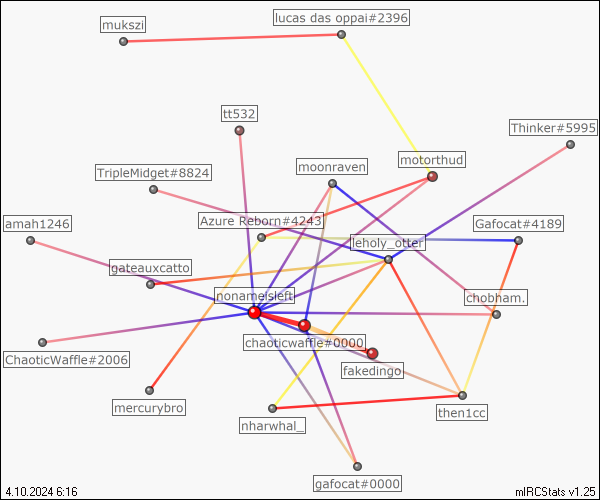 lucas das oppai#2396
mukszi
tt532
Thinker#5995
motorthud
moonraven
TripleMidget#8824
amah1246
Azure Reborn#4243
Gafocat#4189
leholy_otter
gateauxcatto
nonameisleft
chobham.
chaoticwaffle#0000
ChaoticWaffle#2006
fakedingo
mercurybro
then1cc
nharwhal_
gafocat#0000
4.10.2024 6:16
mIRCStats v1.25